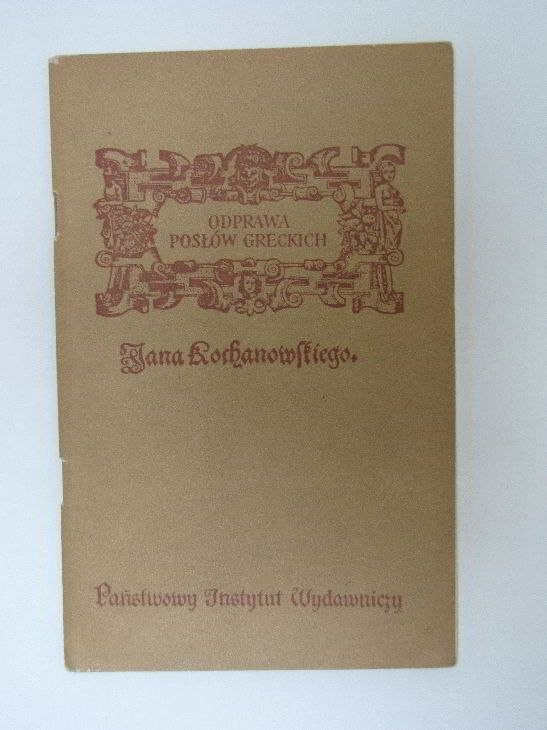 ODPRAWA
POSŁÓW GRECKICH
Jana Kochanowskiego.
Państwowy Instytut Wydawniczy